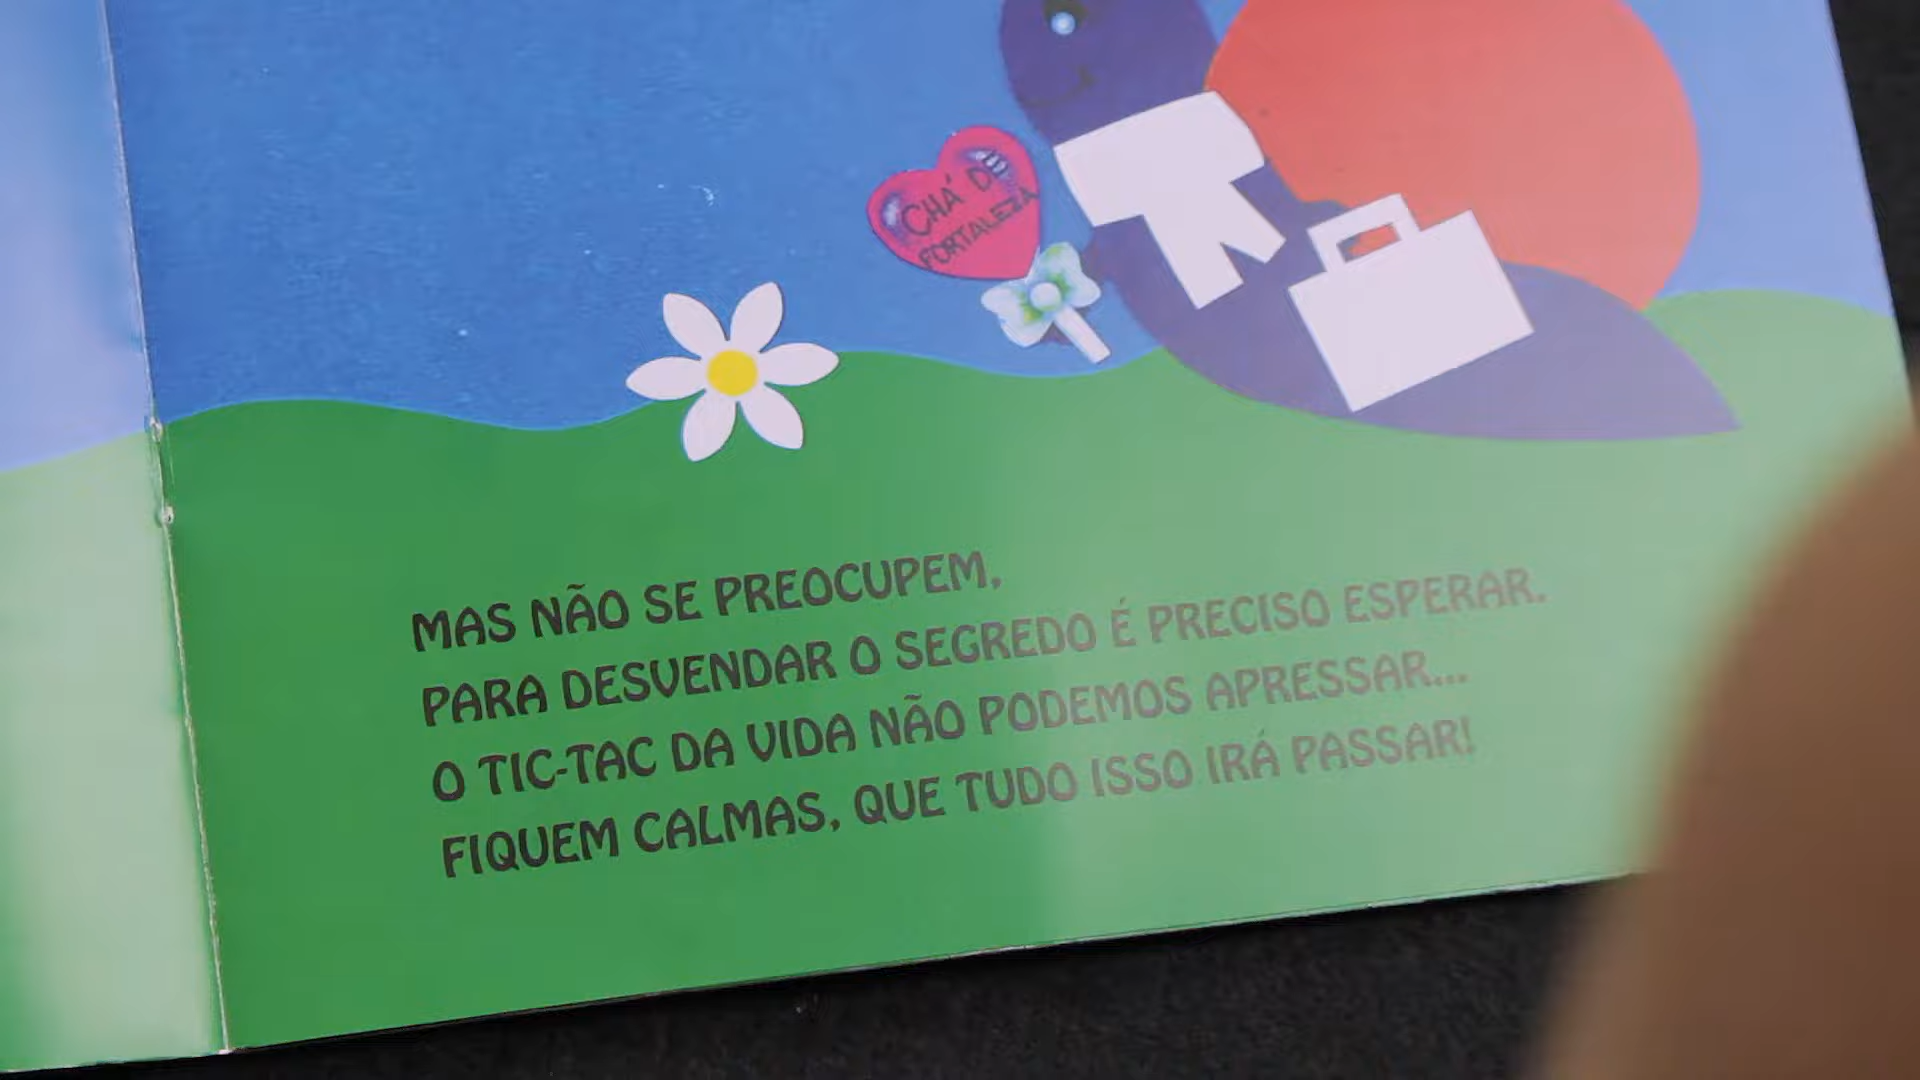 CHÁ DE
FORTALEZA
MAS NÃO SE PREOCUPEM,
PARA DESVENDAR O SEGREDO É PRECISO ESPERAR.
O TIC-TAC DA VIDA NÃO PODEMOS APRESSAR...
FIQUEM CALMAS, QUE TUDO ISSO IRÁ PASSAR!